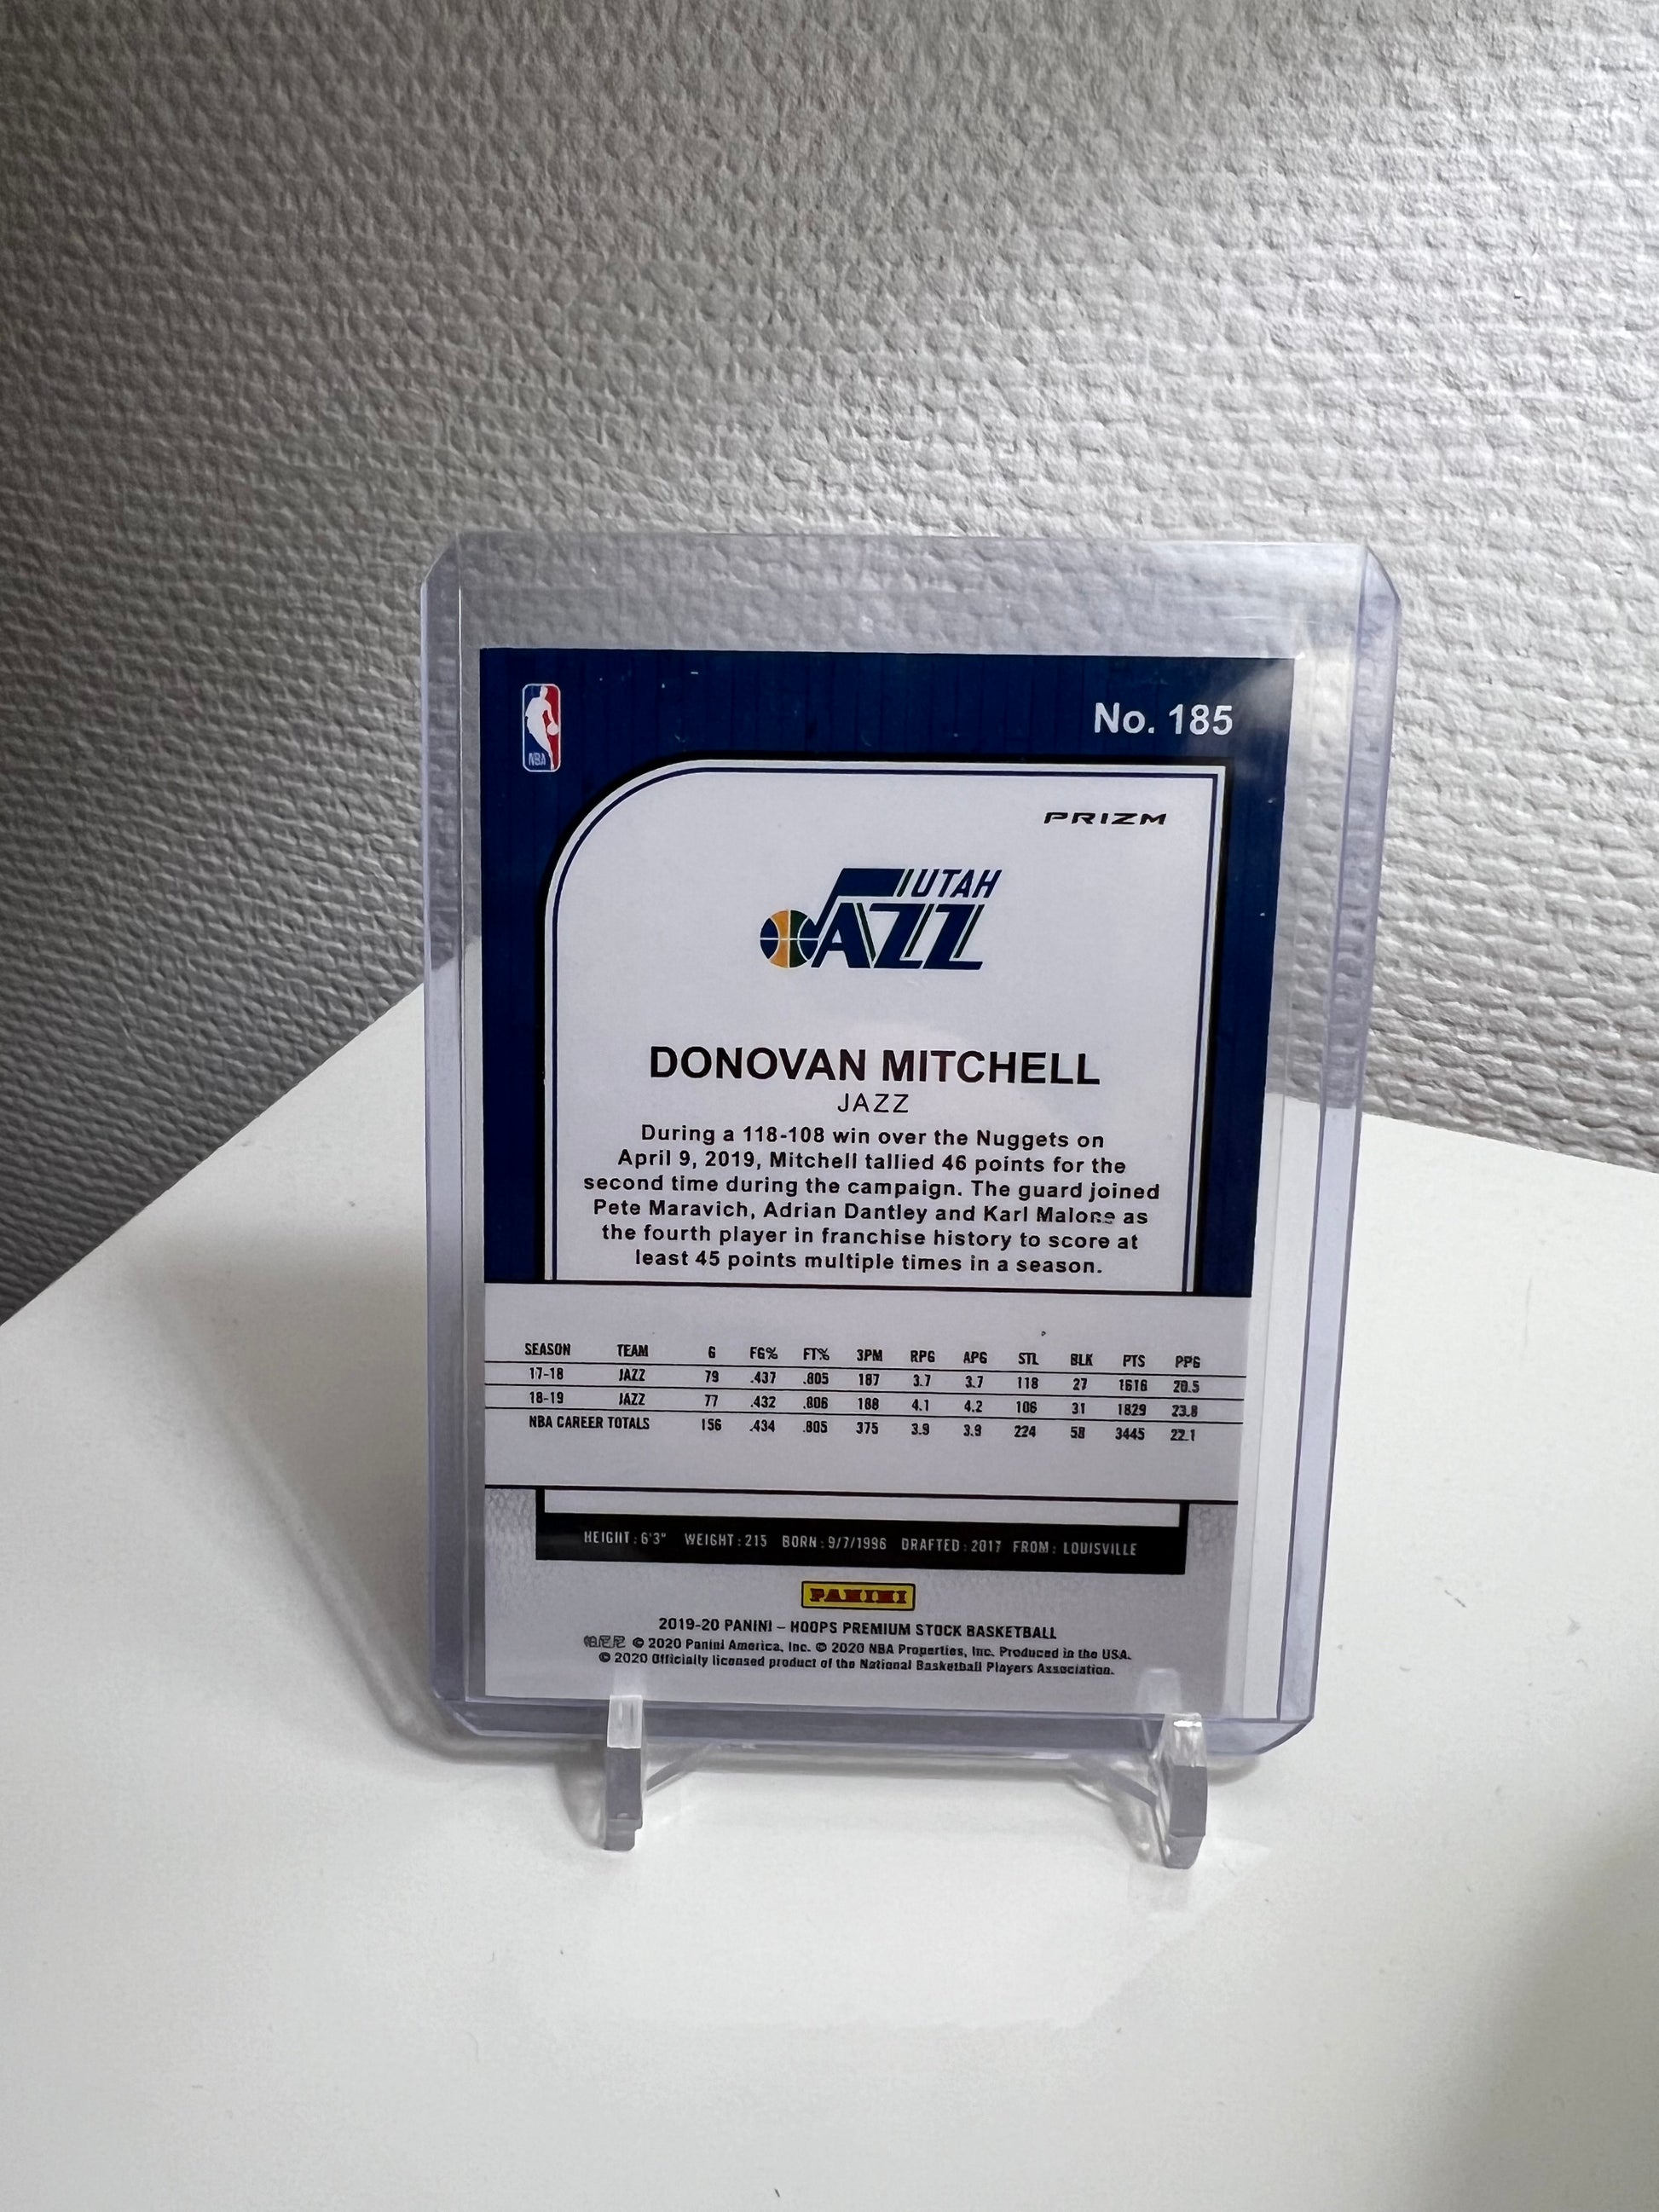 NBA
No. 185
PRIZM
UTAH
JAZZ
DONOVAN MITCHELL
JAZZ
During a 118-108 win over the Nuggets on
April 9, 2019, Mitchell tallied 46 points for the
second time during the campaign. The guard joined
Pete Maravich, Adrian Dantley and Karl Malone as
the fourth player in franchise history to score at
least 45 points multiple times in a season.
SEASON TEAM G FG% FT% 3PM RPG APG STL BLK PTS PPG
17-18 JAZZ 79 .437 .805 187 3.7 3.7 118 27 1616 20.5
18-19 JAZZ 77 .432 .806 188 4.1 4.2 106 31 1829 23.8
NBA CAREER TOTALS 156 .434 .805 375 3.9 3.9 224 58 3445 22.1
HEIGHT: 6'3" WEIGHT: 215 BORN: 9/7/1996 DRAFTED: 2017 FROM: LOUISVILLE
PANINI
2019-20 PANINI – HOOPS PREMIUM STOCK BASKETBALL
帕尼尼 © 2020 Panini America, Inc. © 2020 NBA Properties, Inc. Produced in the USA.
© 2020 Officially licensed product of the National Basketball Players Association.